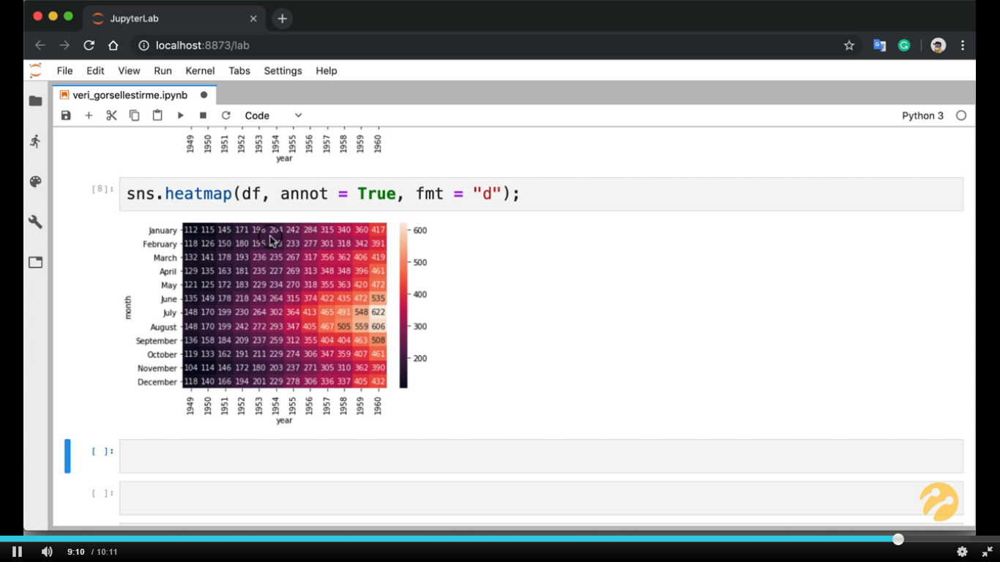 JupyterLab
localhost:8873/lab
File Edit View Run Kernel Tabs Settings Help
veri_gorsellestirme.ipynb
Code
Python 3
1949 1950 1951 1952 1953 1954 1955 1956 1957 1958 1959 1960
year
[8]: sns.heatmap(df, annot = True, fmt = "d");
January 112 115 145 171 204 242 284 315 340 360 417
February 118 126 150 180 233 277 301 318 342 391
March 132 141 178 193 236 235 267 317 356 362 406 419
April 129 135 163 181 235 227 269 313 348 348 396 461
May 121 125 172 183 229 234 270 318 355 363 420 472
June 135 149 178 218 243 264 315 374 422 435 472 535
July 148 170 199 230 264 302 364 413 465 491 548 622
August 148 170 199 242 272 293 347 405 467 505 559 606
September 136 158 184 209 237 259 312 355 404 404 463 508
October 119 133 162 191 211 229 274 306 347 359 407 461
November 104 114 146 172 180 203 237 271 305 310 362 390
December 118 140 166 194 201 229 278 306 336 337 405 432
month
1949 1950 1951 1952 1953 1954 1955 1956 1957 1958 1959 1960
year
600
500
400
300
200
[ ]:
[ ]:
9:10 / 10:11